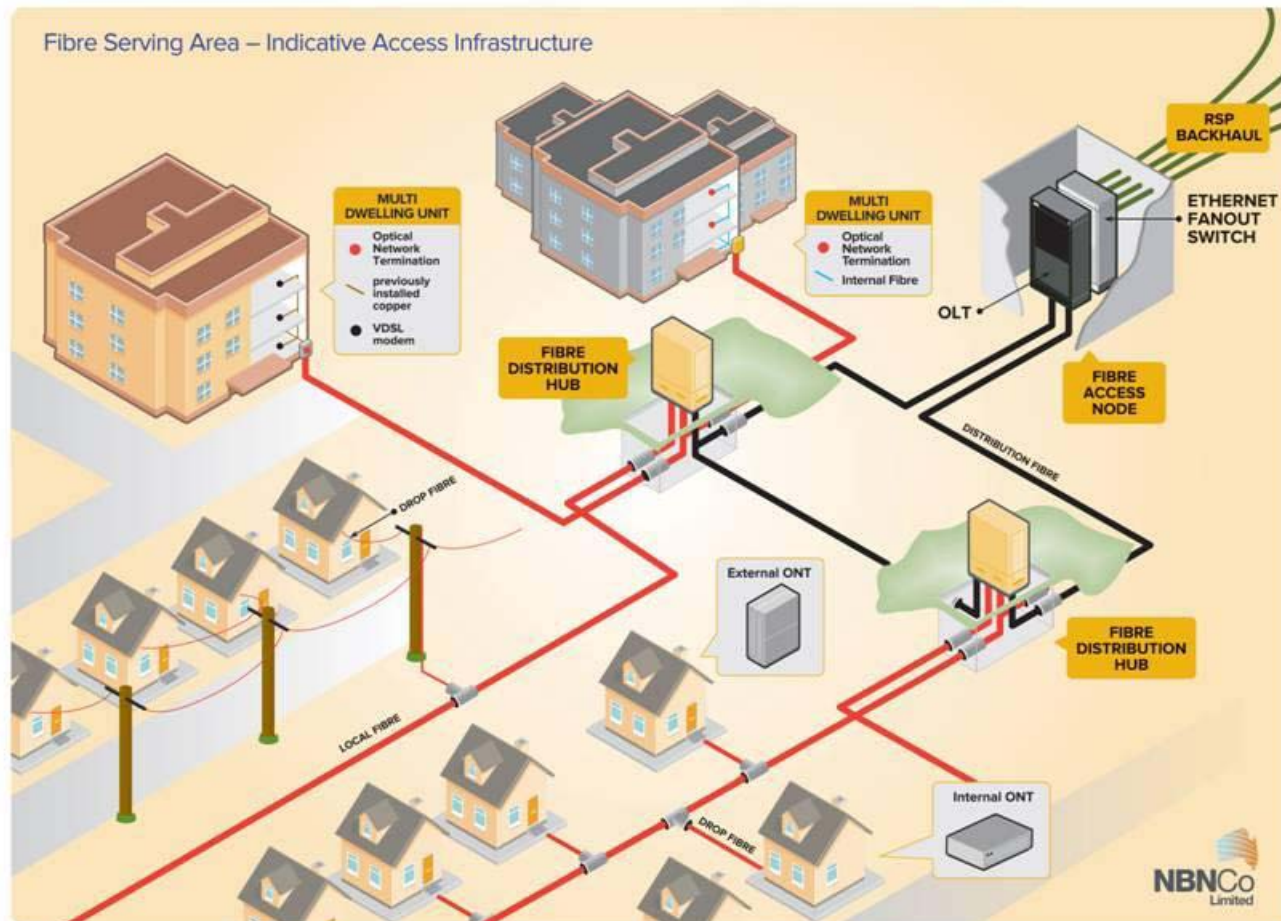 Fibre Serving Area – Indicative Access Infrastructure
RSP
BACKHAUL
MULTI
DWELLING UNIT
Optical
Network
Termination
previously
installed
copper
VDSL
modem
MULTI
DWELLING UNIT
Optical
Network
Termination
Internal Fibre
ETHERNET
FANOUT
SWITCH
OLT
FIBRE
DISTRIBUTION
HUB
FIBRE
ACCESS
NODE
DISTRIBUTION FIBRE
DROP FIBRE
External ONT
FIBRE
DISTRIBUTION
HUB
LOCAL FIBRE
Internal ONT
DROP FIBRE
NBNCo
Limited